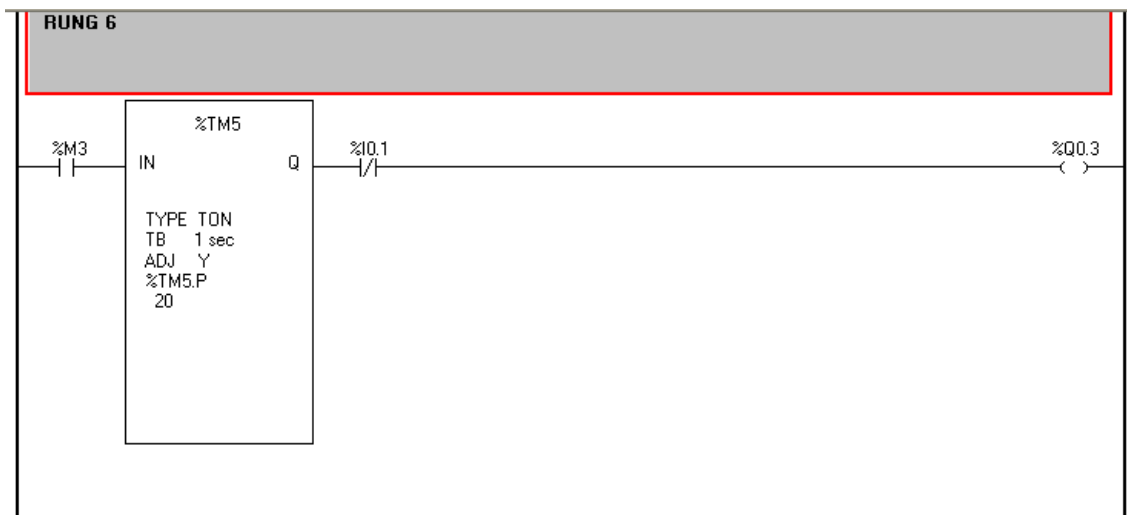 RUNG 6
%TM5
%M3 %I0.1 %Q0.3
IN Q
TYPE TON
TB 1 sec
ADJ Y
%TM5.P
20